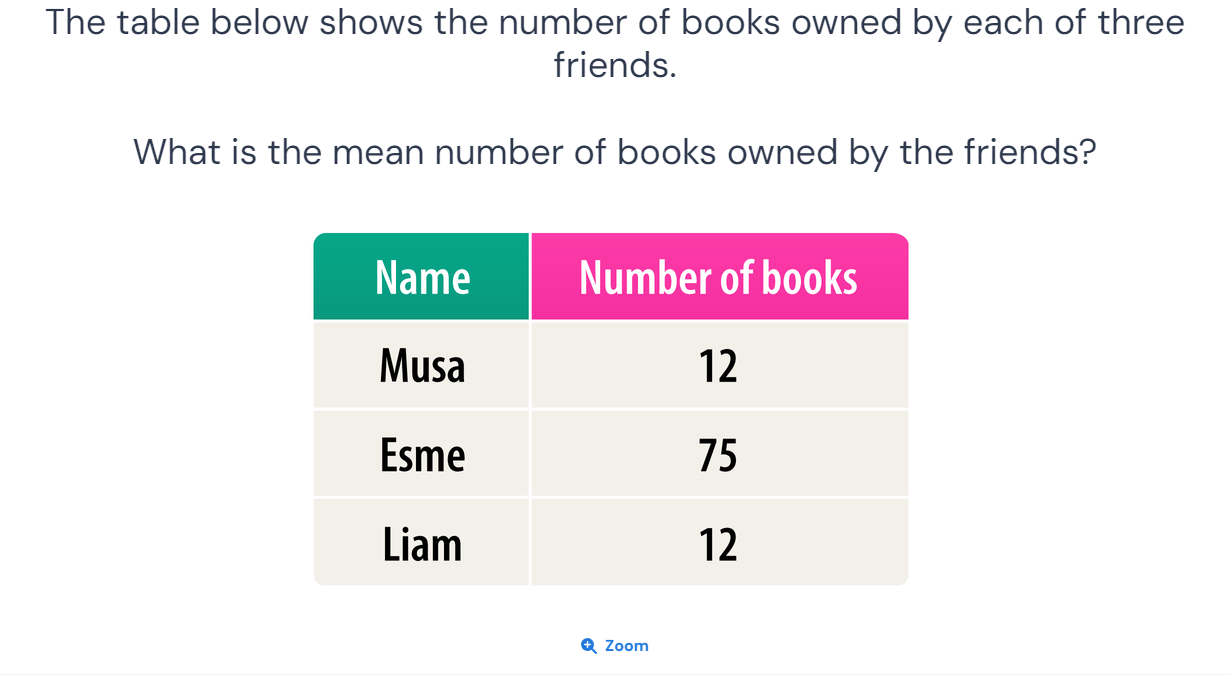 The table below shows the number of books owned by each of three
friends.
What is the mean number of books owned by the friends?
Name Number of books
Musa 12
Esme 75
Liam 12
Zoom